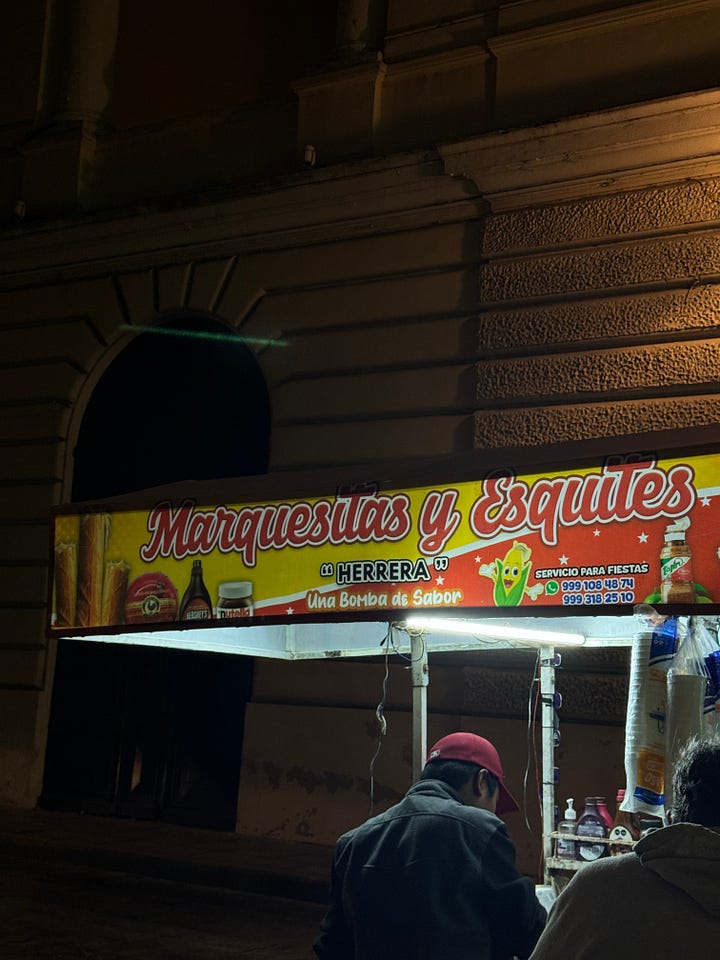 Marquesitas y Esquites
"HERRERA"
Una Bomba de Sabor
SERVICIO PARA FIESTAS
999 108 48 74
999 318 25 10
HERSHEY'S
nutella